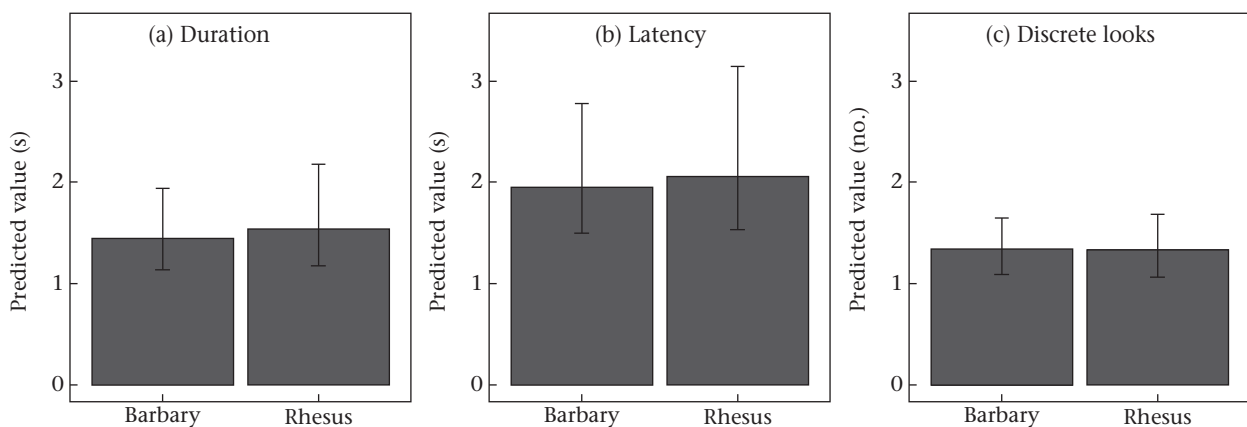 (a) Duration
Predicted value (s)
3
2
1
0
Barbary
Rhesus
(b) Latency
Predicted value (s)
3
2
1
0
Barbary
Rhesus
(c) Discrete looks
Predicted value (no.)
3
2
1
0
Barbary
Rhesus